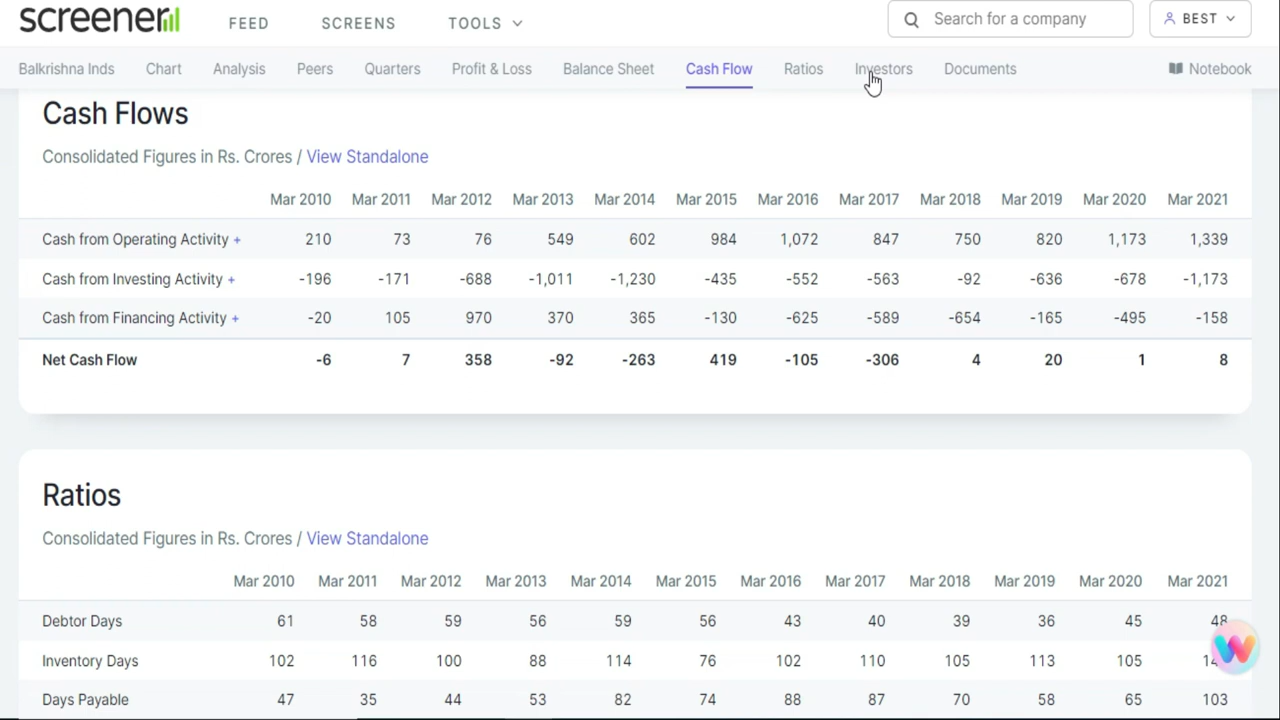 screener
FEED SCREENS TOOLS
Search for a company
BEST
Balkrishna Inds Chart Analysis Peers Quarters Profit & Loss Balance Sheet Cash Flow Ratios Investors Documents Notebook
Cash Flows
Consolidated Figures in Rs. Crores / View Standalone
Mar 2010 Mar 2011 Mar 2012 Mar 2013 Mar 2014 Mar 2015 Mar 2016 Mar 2017 Mar 2018 Mar 2019 Mar 2020 Mar 2021
Cash from Operating Activity + 210 73 76 549 602 984 1,072 847 750 820 1,173 1,339
Cash from Investing Activity + -196 -171 -688 -1,011 -1,230 -435 -552 -563 -92 -636 -678 -1,173
Cash from Financing Activity + -20 105 970 370 365 -130 -625 -589 -654 -165 -495 -158
Net Cash Flow -6 7 358 -92 -263 419 -105 -306 4 20 1 8
Ratios
Consolidated Figures in Rs. Crores / View Standalone
Mar 2010 Mar 2011 Mar 2012 Mar 2013 Mar 2014 Mar 2015 Mar 2016 Mar 2017 Mar 2018 Mar 2019 Mar 2020 Mar 2021
Debtor Days 61 58 59 56 59 56 43 40 39 36 45 48
Inventory Days 102 116 100 88 114 76 102 110 105 113 105
Days Payable 47 35 44 53 82 74 88 87 70 58 65 103